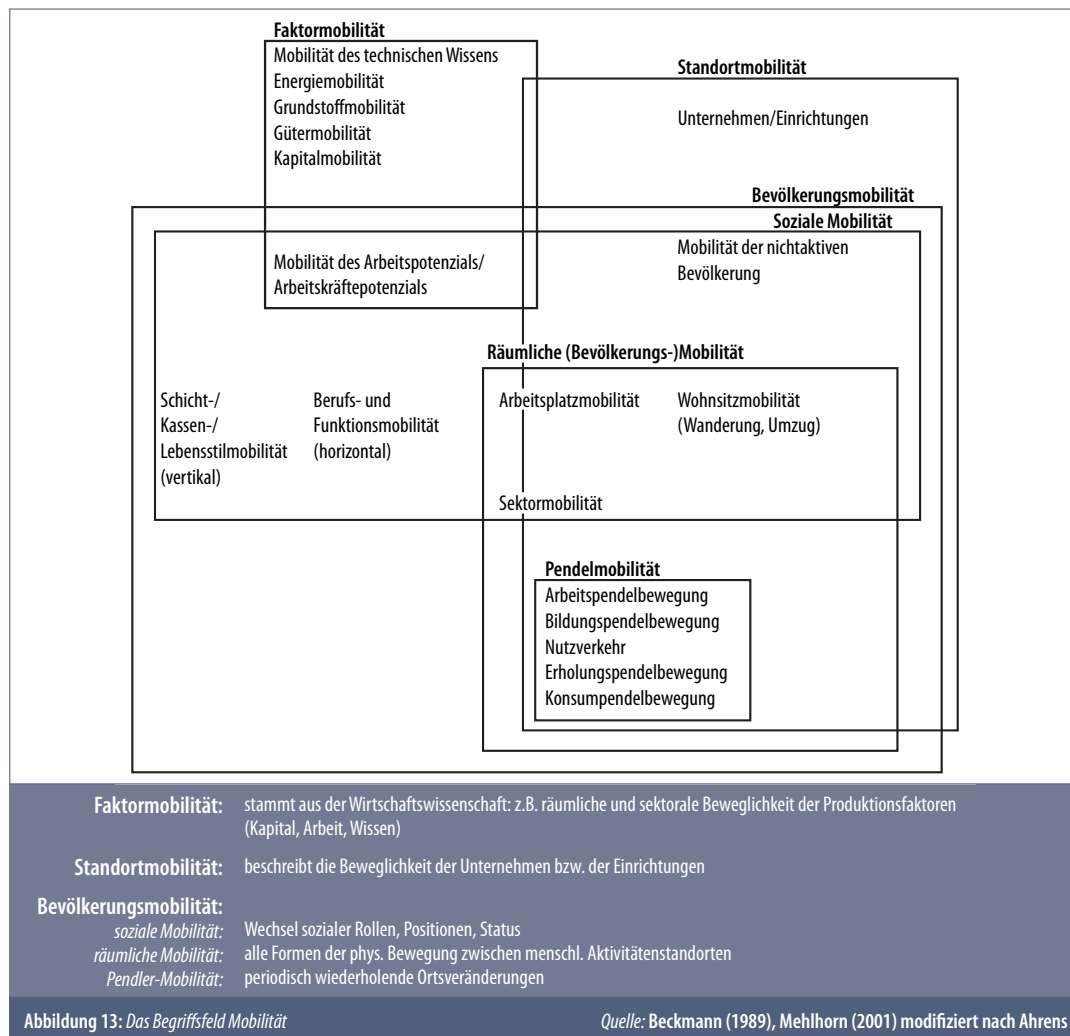 Faktormobilität
Mobilität des technischen Wissens
Energiemobilität
Grundstoffmobilität
Gütermobilität
Kapitalmobilität
Standortmobilität
Unternehmen/Einrichtungen
Bevölkerungsmobilität
Soziale Mobilität
Mobilität des Arbeitspotenzials/
Arbeitskräftepotenzials
Mobilität der nichtaktiven
Bevölkerung
Räumliche (Bevölkerungs-)Mobilität
Schicht-/
Kassen-/
Lebensstilmobilität
(vertikal)
Berufs- und
Funktionsmobilität
(horizontal)
Arbeitsplatzmobilität
Wohnsitzmobilität
(Wanderung, Umzug)
Sektormobilität
Pendelmobilität
Arbeitspendelbewegung
Bildungspendelbewegung
Nutzverkehr
Erholungspendelbewegung
Konsumpendelbewegung
Faktormobilität: stammt aus der Wirtschaftswissenschaft: z.B. räumliche und sektorale Beweglichkeit der Produktionsfaktoren
(Kapital, Arbeit, Wissen)
Standortmobilität: beschreibt die Beweglichkeit der Unternehmen bzw. der Einrichtungen
Bevölkerungsmobilität:
soziale Mobilität: Wechsel sozialer Rollen, Positionen, Status
räumliche Mobilität: alle Formen der phys. Bewegung zwischen menschl. Aktivitätenstandorten
Pendler-Mobilität: periodisch wiederholende Ortsveränderungen
Abbildung 13: Das Begriffsfeld Mobilität Quelle: Beckmann (1989), Mehlhorn (2001) modifiziert nach Ahrens